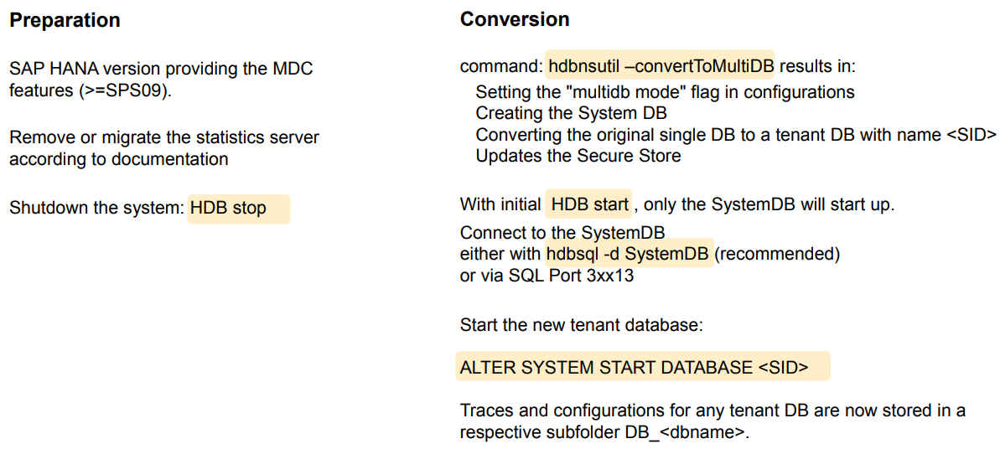 Preparation
SAP HANA version providing the MDC
features (>=SPS09).
Remove or migrate the statistics server
according to documentation
Shutdown the system: HDB stop
Conversion
command: hdbnsutil –convertToMultiDB results in:
Setting the "multidb mode" flag in configurations
Creating the System DB
Converting the original single DB to a tenant DB with name <SID>
Updates the Secure Store
With initial HDB start , only the SystemDB will start up.
Connect to the SystemDB
either with hdbsql -d SystemDB (recommended)
or via SQL Port 3xx13
Start the new tenant database:
ALTER SYSTEM START DATABASE <SID>
Traces and configurations for any tenant DB are now stored in a
respective subfolder DB_<dbname>.